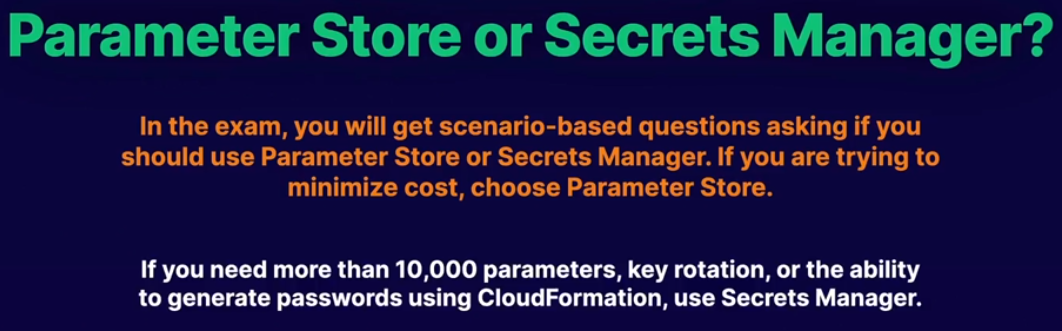 Parameter Store or Secrets Manager?
In the exam, you will get scenario-based questions asking if you
should use Parameter Store or Secrets Manager. If you are trying to
minimize cost, choose Parameter Store.
If you need more than 10,000 parameters, key rotation, or the ability
to generate passwords using CloudFormation, use Secrets Manager.